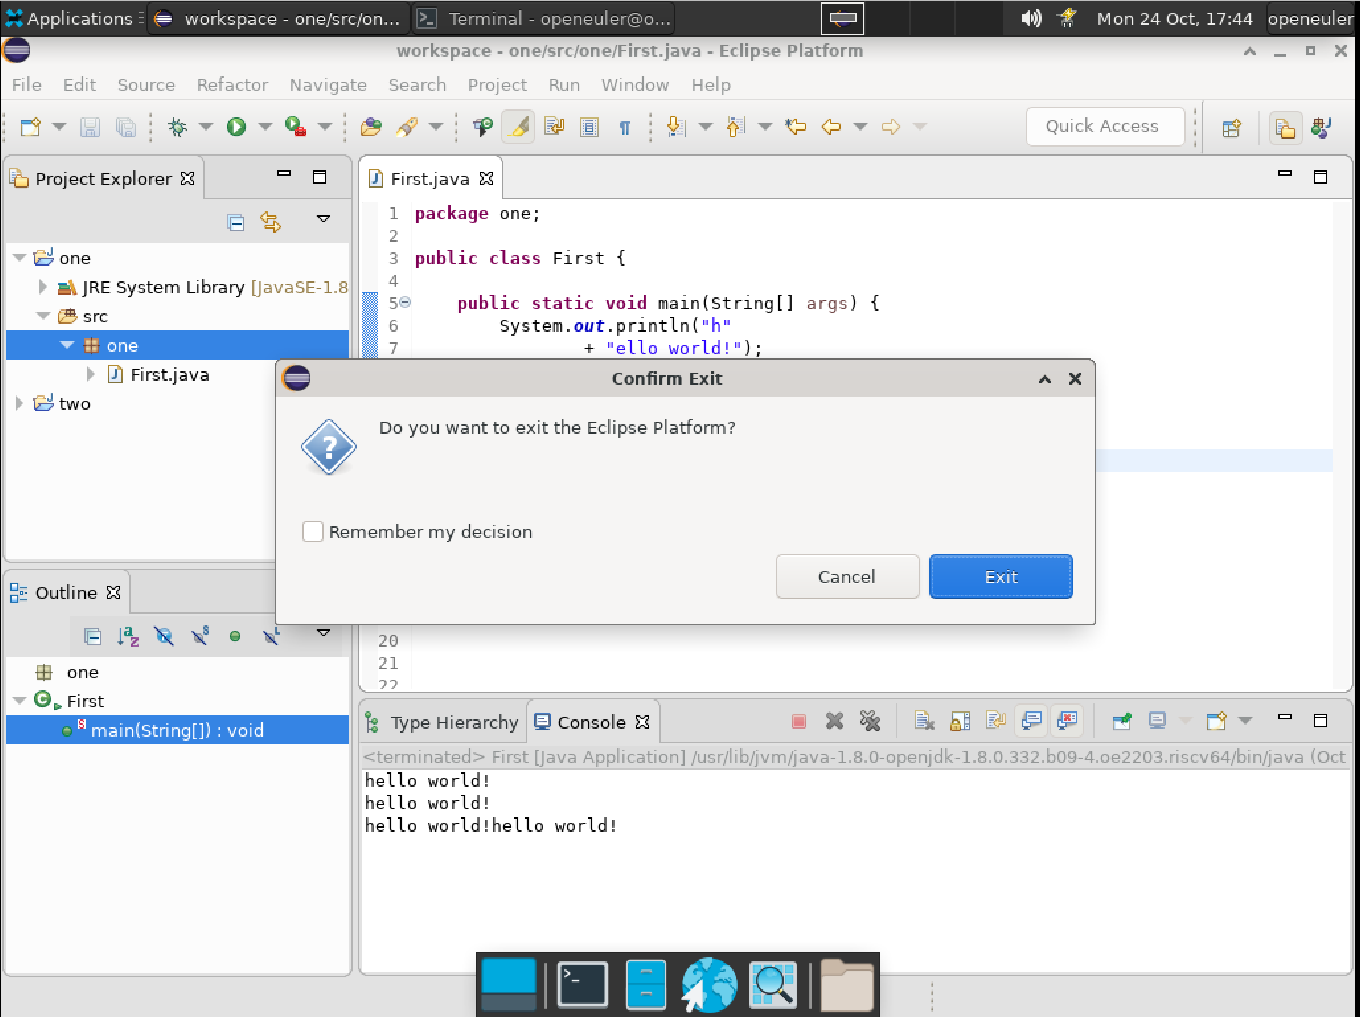 Applications
workspace - one/src/on...
Terminal - openeuler@o...
Mon 24 Oct, 17:44
openeuler
workspace - one/src/one/First.java - Eclipse Platform
File Edit Source Refactor Navigate Search Project Run Window Help
Quick Access
Project Explorer
one
JRE System Library [JavaSE-1.8
src
one
First.java
two
First.java
1 package one;
2
3 public class First {
4
5 public static void main(String[] args) {
6 System.out.println("h"
7 + "ello world!");
Confirm Exit
Do you want to exit the Eclipse Platform?
Remember my decision
Cancel
Exit
20
21
22
Outline
one
First
main(String[]) : void
Type Hierarchy
Console
<terminated> First [Java Application] /usr/lib/jvm/java-1.8.0-openjdk-1.8.0.332.b09-4.oe2203.riscv64/bin/java (Oct
hello world!
hello world!
hello world!hello world!